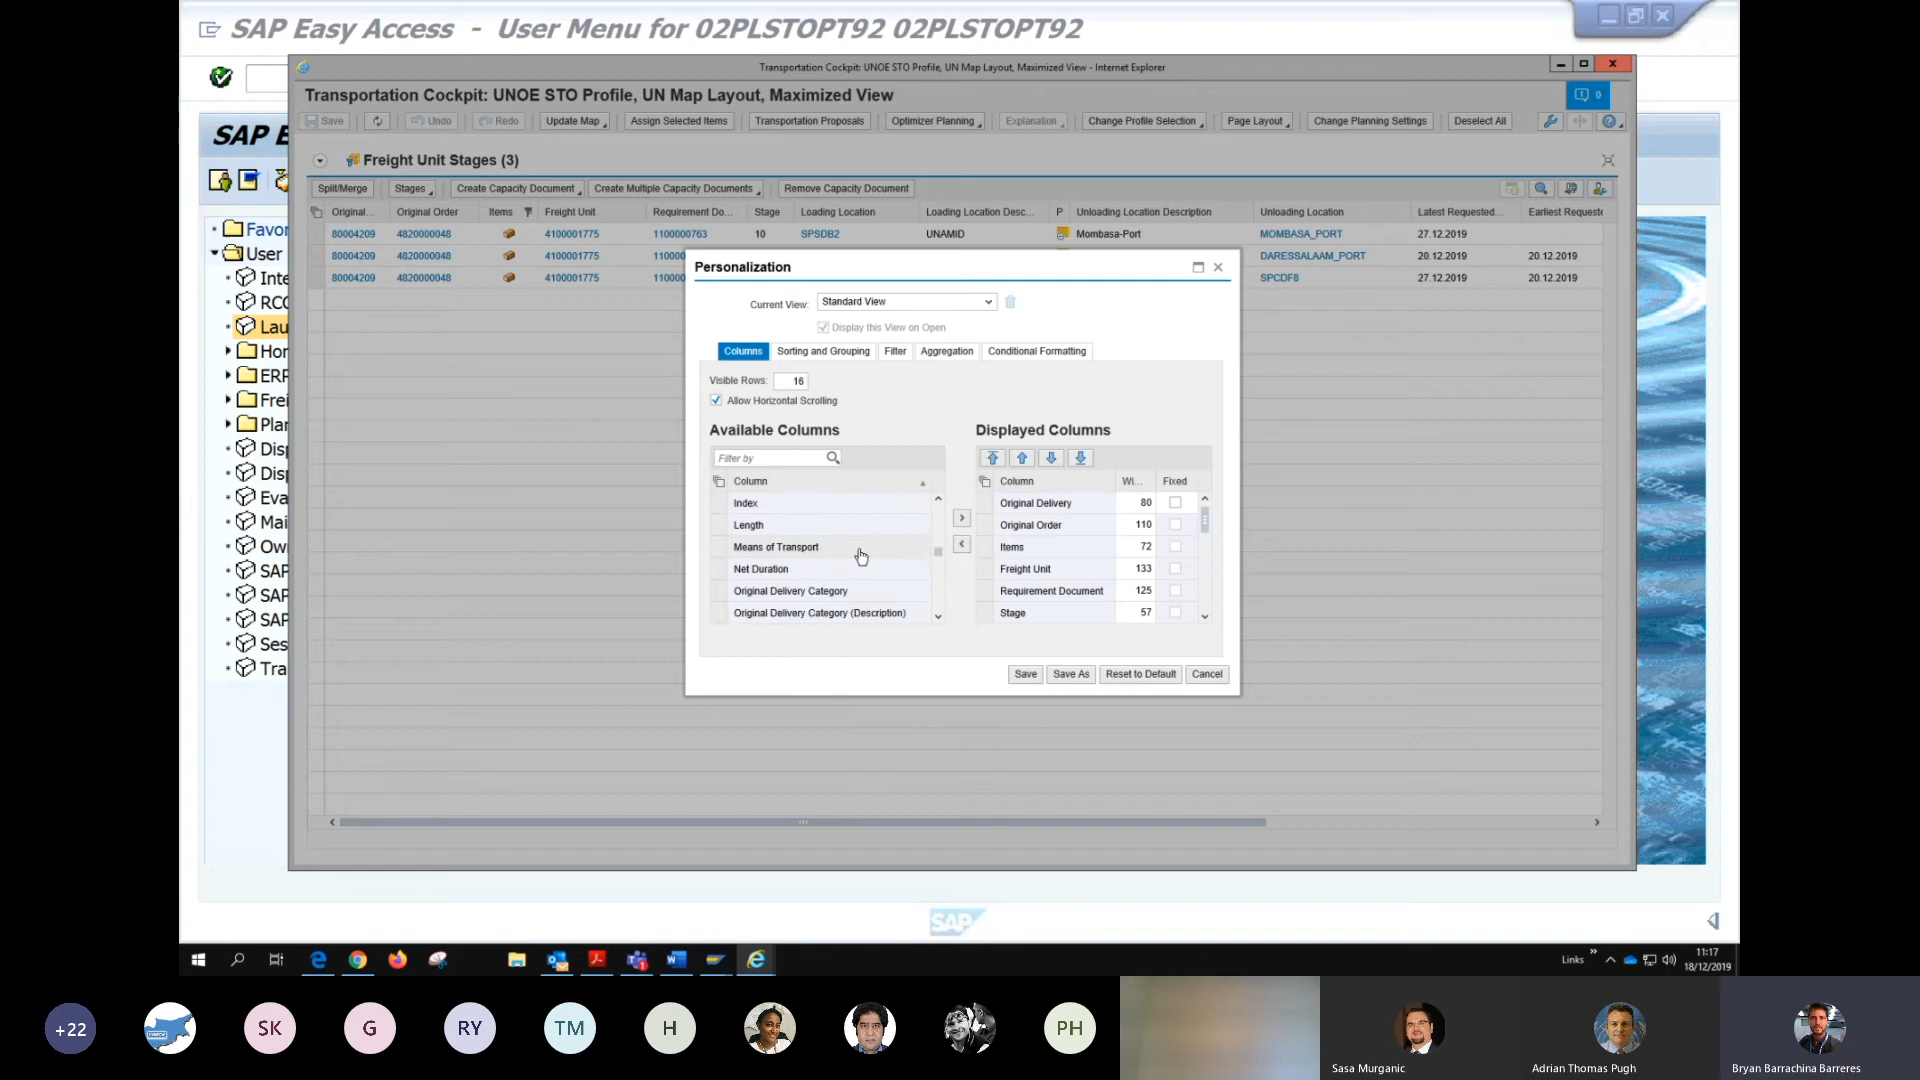 SAP Easy Access - User Menu for 02PLSTOPT92 02PLSTOPT92
Transportation Cockpit: UNOE STO Profile, UN Map Layout, Maximized View - Internet Explorer
Transportation Cockpit: UNOE STO Profile, UN Map Layout, Maximized View
0
Save Undo Redo Update Map Assign Selected Items Transportation Proposals Optimizer Planning Explanation Change Profile Selection Page Layout Change Planning Settings Deselect All
SAP E
Freight Unit Stages (3)
Split/Merge Stages Create Capacity Document Create Multiple Capacity Documents Remove Capacity Document
Original... Original Order Items Freight Unit Requirement Do... Stage Loading Location Loading Location Desc... P Unloading Location Description Unloading Location Latest Requested... Earliest Requeste
80004209 4820000048 4100001775 1100000763 10 SPSDB2 UNAMID Mombasa-Port MOMBASA_PORT 27.12.2019
80004209 4820000048 4100001775 11000 DARESSALAAM_PORT 20.12.2019 20.12.2019
80004209 4820000048 4100001775 11000 SPCDF8 27.12.2019 20.12.2019
Favor
User
Inte
RCO
Lau
Hor
ERP
Frei
Plar
Disp
Disp
Eva
Mai
Ow
SAP
SAP
SAP
Ses
Tra
Personalization
Current View: Standard View
Display this View on Open
Columns Sorting and Grouping Filter Aggregation Conditional Formatting
Visible Rows: 16
Allow Horizontal Scrolling
Available Columns
Filter by
Column
Index
Length
Means of Transport
Net Duration
Original Delivery Category
Original Delivery Category (Description)
Displayed Columns
Column Wi... Fixed
Original Delivery 80
Original Order 110
Items 72
Freight Unit 133
Requirement Document 125
Stage 57
Save Save As Reset to Default Cancel
SAP
Links
11:17
18/12/2019
+22
SK
G
RY
TM
H
PH
Sasa Murganic
Adrian Thomas Pugh
Bryan Barrachina Barreres